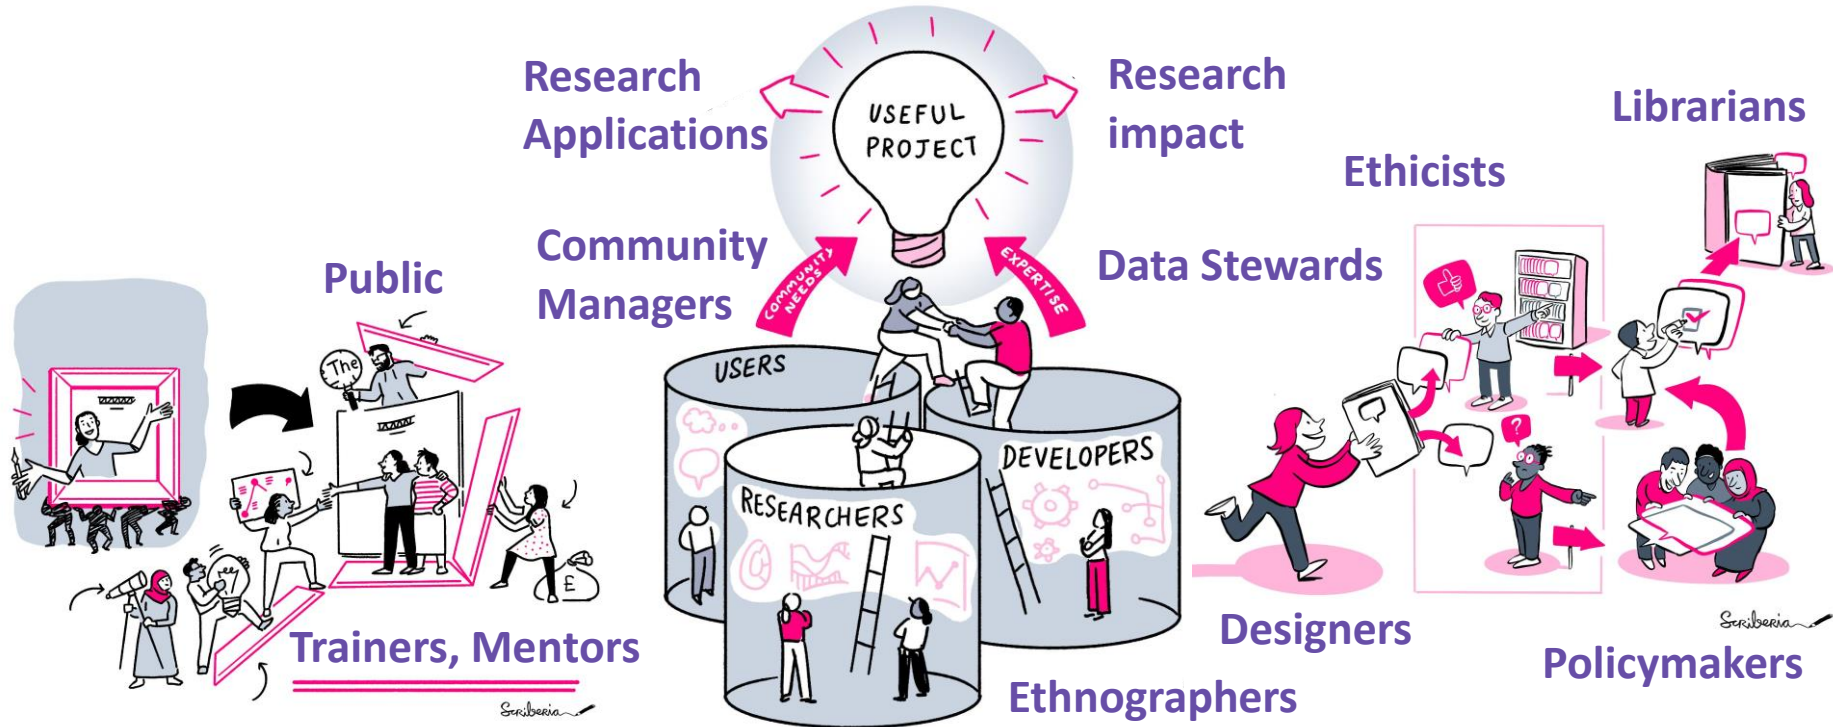 Research
Applications
USEFUL
PROJECT
Research
impact
Librarians
Ethicists
Community
Managers
COMMUNITY
NEEDS
EXPERTISE
Data Stewards
Public
The
USERS
DEVELOPERS
RESEARCHERS
?
£
Trainers, Mentors
Designers
Policymakers
Ethnographers
Scriberia
Scriberia